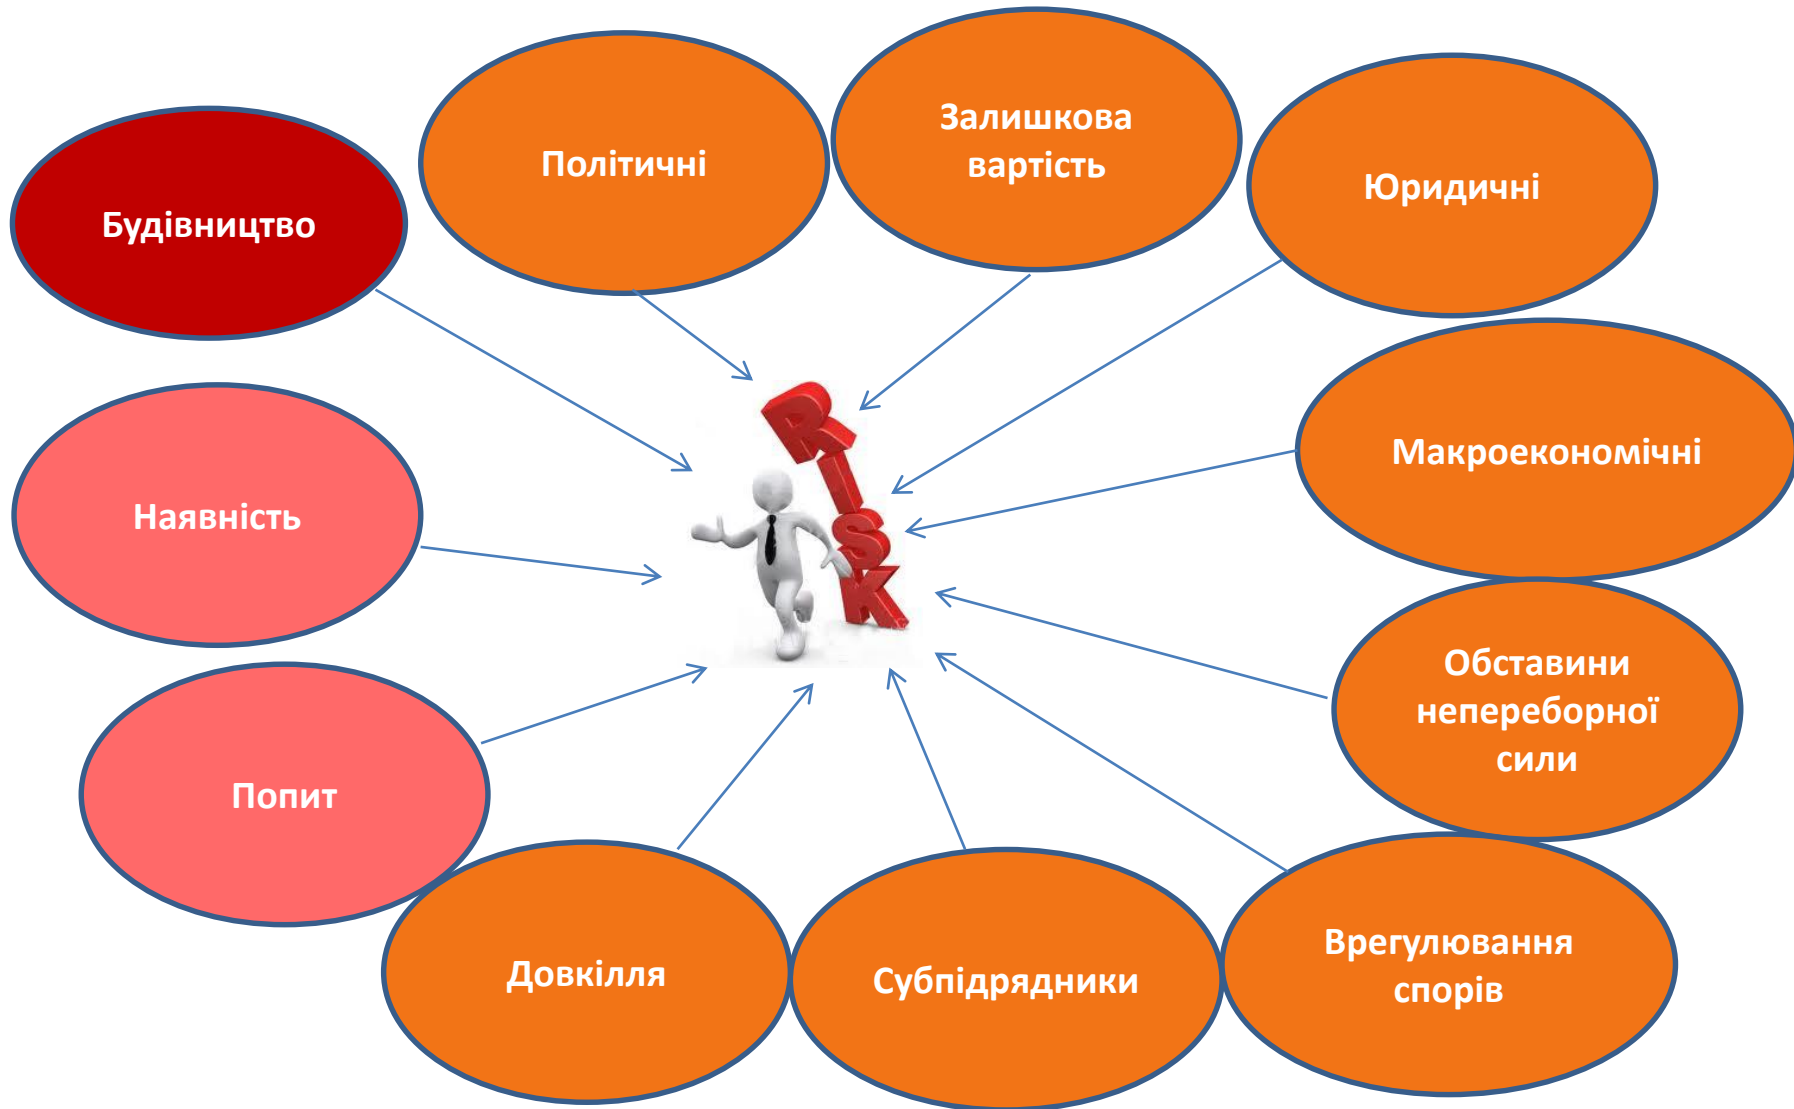 Будівництво
Політичні
Залишкова
вартість
Юридичні
Макроекономічні
Обставини
непереборної
сили
Врегулювання
спорів
Субпідрядники
Довкілля
Попит
Наявність
RISK